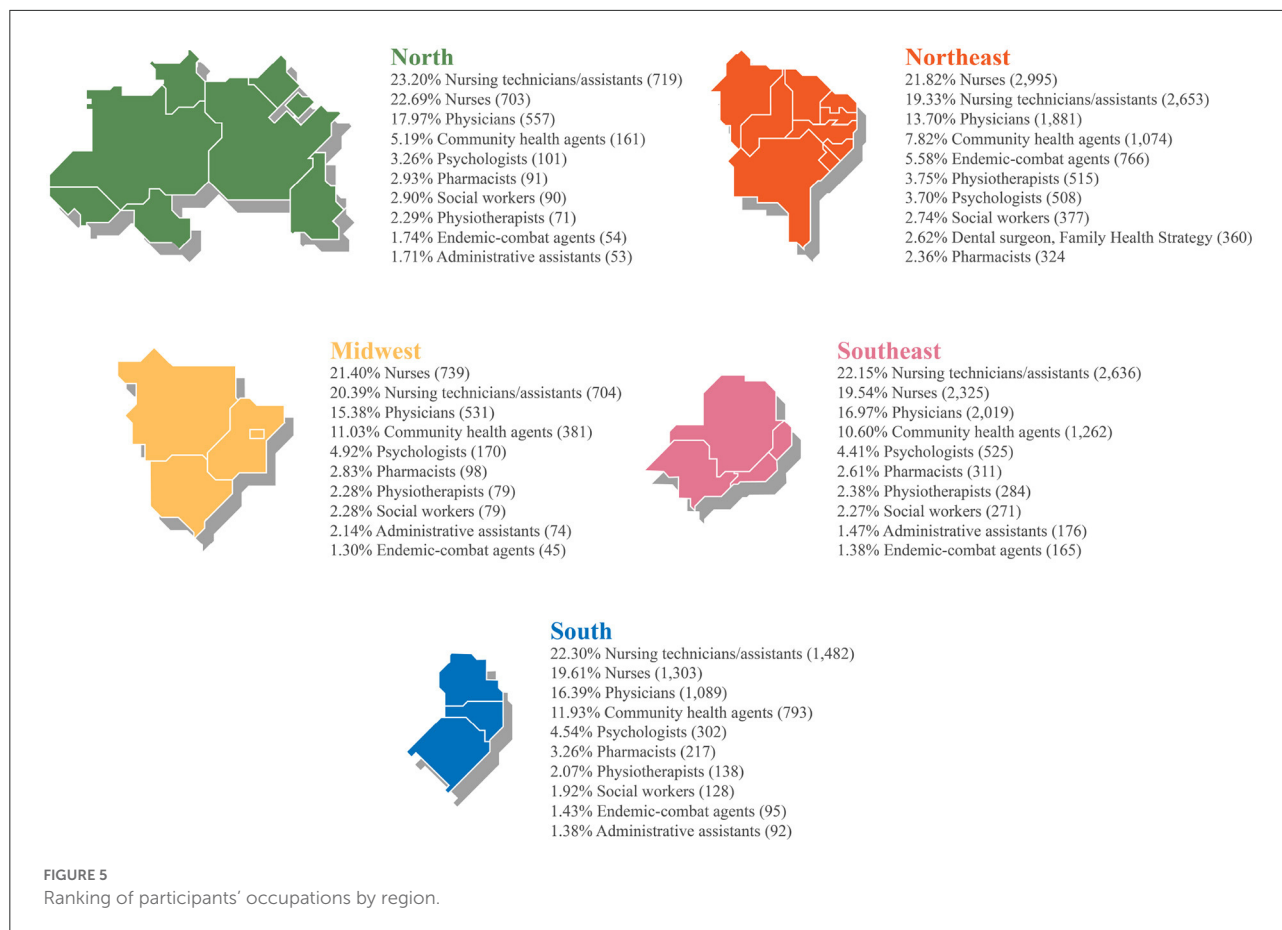 North
23.20% Nursing technicians/assistants (719)
22.69% Nurses (703)
17.97% Physicians (557)
5.19% Community health agents (161)
3.26% Psychologists (101)
2.93% Pharmacists (91)
2.90% Social workers (90)
2.29% Physiotherapists (71)
1.74% Endemic-combat agents (54)
1.71% Administrative assistants (53)
Northeast
21.82% Nurses (2,995)
19.33% Nursing technicians/assistants (2,653)
13.70% Physicians (1,881)
7.82% Community health agents (1,074)
5.58% Endemic-combat agents (766)
3.75% Physiotherapists (515)
3.70% Psychologists (508)
2.74% Social workers (377)
2.62% Dental surgeon, Family Health Strategy (360)
2.36% Pharmacists (324
Midwest
21.40% Nurses (739)
20.39% Nursing technicians/assistants (704)
15.38% Physicians (531)
11.03% Community health agents (381)
4.92% Psychologists (170)
2.83% Pharmacists (98)
2.28% Physiotherapists (79)
2.28% Social workers (79)
2.14% Administrative assistants (74)
1.30% Endemic-combat agents (45)
Southeast
22.15% Nursing technicians/assistants (2,636)
19.54% Nurses (2,325)
16.97% Physicians (2,019)
10.60% Community health agents (1,262)
4.41% Psychologists (525)
2.61% Pharmacists (311)
2.38% Physiotherapists (284)
2.27% Social workers (271)
1.47% Administrative assistants (176)
1.38% Endemic-combat agents (165)
South
22.30% Nursing technicians/assistants (1,482)
19.61% Nurses (1,303)
16.39% Physicians (1,089)
11.93% Community health agents (793)
4.54% Psychologists (302)
3.26% Pharmacists (217)
2.07% Physiotherapists (138)
1.92% Social workers (128)
1.43% Endemic-combat agents (95)
1.38% Administrative assistants (92)
FIGURE 5
Ranking of participants' occupations by region.